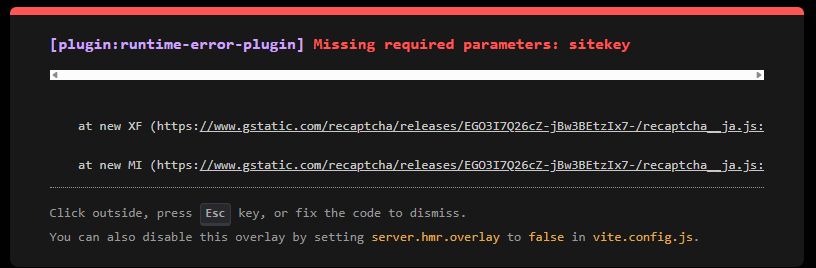 [plugin:runtime-error-plugin] Missing required parameters: sitekey
at new XF (https://www.gstatic.com/recaptcha/releases/EGO3I7Q26cZ-jBw3BEtzIx7-/recaptcha__ja.js:
at new MI (https://www.gstatic.com/recaptcha/releases/EGO3I7Q26cZ-jBw3BEtzIx7-/recaptcha__ja.js:
Click outside, press Esc key, or fix the code to dismiss.
You can also disable this overlay by setting server.hmr.overlay to false in vite.config.js.